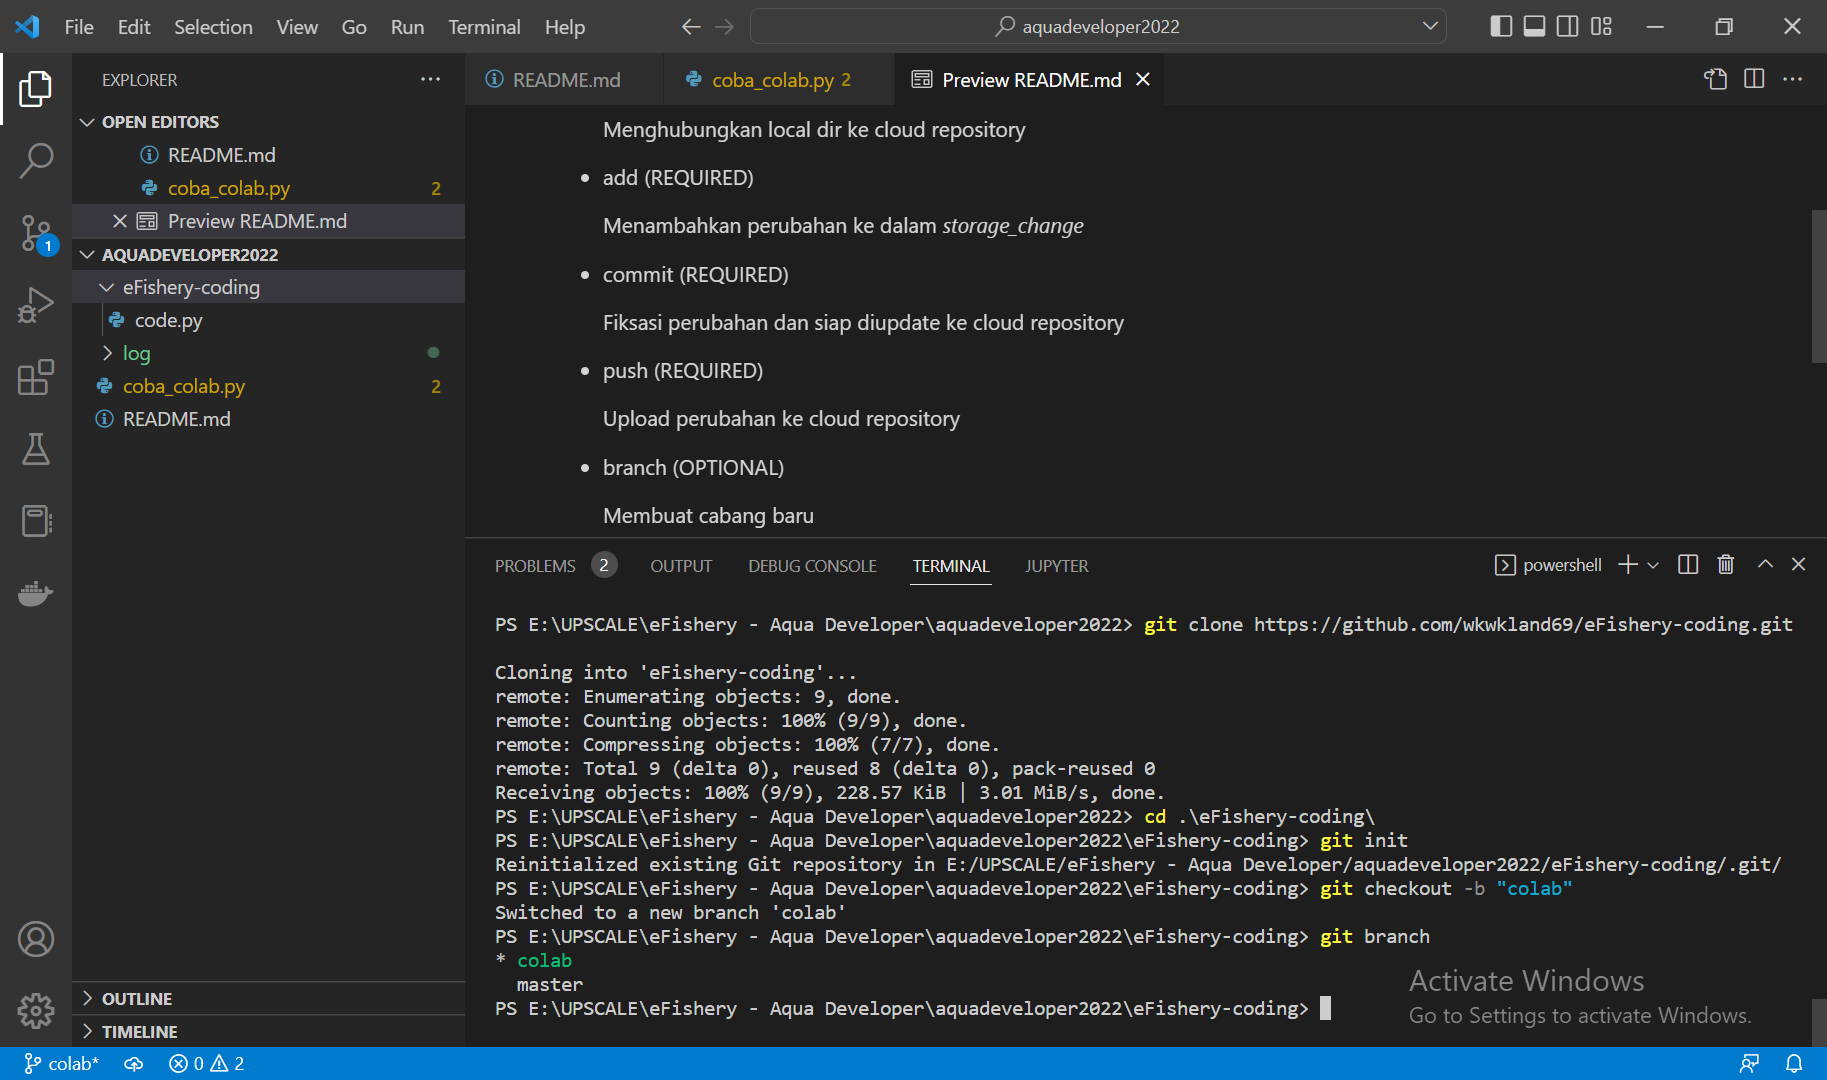 File Edit Selection View Go Run Terminal Help
aquadeveloper2022
EXPLORER
OPEN EDITORS
README.md
coba_colab.py 2
Preview README.md
AQUADEVELOPER2022
eFishery-coding
code.py
log
coba_colab.py 2
README.md
OUTLINE
TIMELINE
1
README.md coba_colab.py 2 Preview README.md
Menghubungkan local dir ke cloud repository
• add (REQUIRED)
Menambahkan perubahan ke dalam storage_change
• commit (REQUIRED)
Fiksasi perubahan dan siap diupdate ke cloud repository
• push (REQUIRED)
Upload perubahan ke cloud repository
• branch (OPTIONAL)
Membuat cabang baru
PROBLEMS 2 OUTPUT DEBUG CONSOLE TERMINAL JUPYTER powershell
PS E:\UPSCALE\eFishery - Aqua Developer\aquadeveloper2022> git clone https://github.com/wkwkland69/eFishery-coding.git
Cloning into 'eFishery-coding'...
remote: Enumerating objects: 9, done.
remote: Counting objects: 100% (9/9), done.
remote: Compressing objects: 100% (7/7), done.
remote: Total 9 (delta 0), reused 8 (delta 0), pack-reused 0
Receiving objects: 100% (9/9), 228.57 KiB | 3.01 MiB/s, done.
PS E:\UPSCALE\eFishery - Aqua Developer\aquadeveloper2022> cd .\eFishery-coding\
PS E:\UPSCALE\eFishery - Aqua Developer\aquadeveloper2022\eFishery-coding> git init
Reinitialized existing Git repository in E:/UPSCALE/eFishery - Aqua Developer/aquadeveloper2022/eFishery-coding/.git/
PS E:\UPSCALE\eFishery - Aqua Developer\aquadeveloper2022\eFishery-coding> git checkout -b "colab"
Switched to a new branch 'colab'
PS E:\UPSCALE\eFishery - Aqua Developer\aquadeveloper2022\eFishery-coding> git branch
* colab
master
PS E:\UPSCALE\eFishery - Aqua Developer\aquadeveloper2022\eFishery-coding>
Activate Windows
Go to Settings to activate Windows.
colab* 0 2